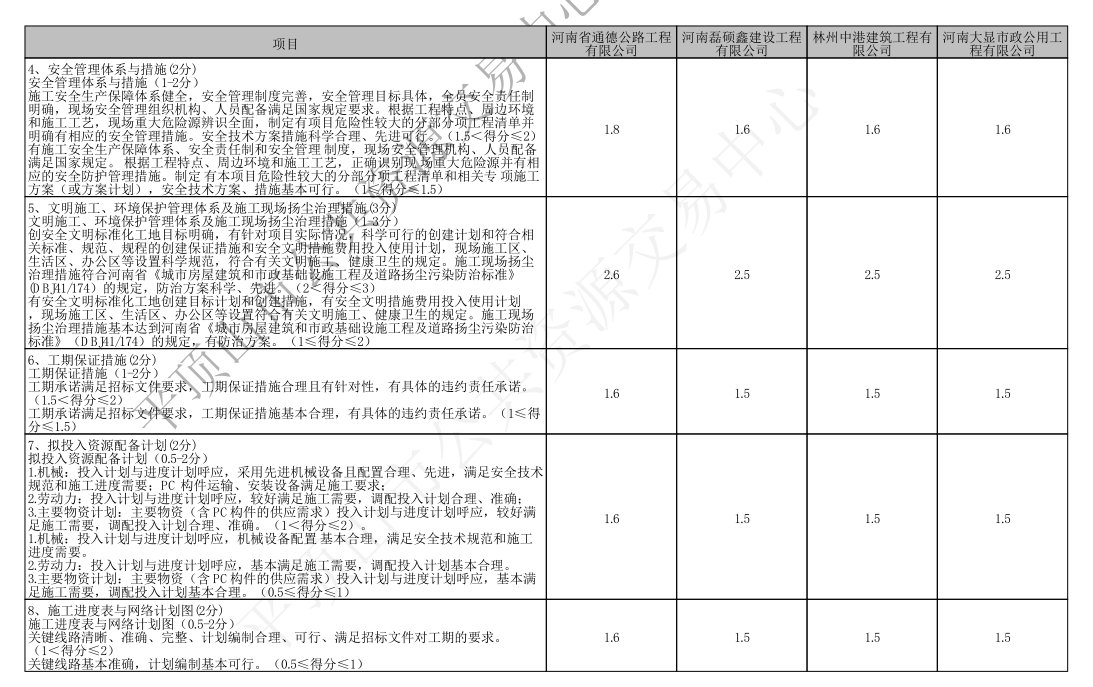 项目
河南省通德公路工程有限公司
河南磊硕鑫建设工程有限公司
林州中港建筑工程有限公司
河南大显市政公用工程有限公司
4、安全管理体系与措施(2分)
安全管理体系与措施（1-2分）
施工安全生产保障体系健全，安全管理制度完善，安全管理目标具体，全员安全责任制
明确，现场安全管理组织机构、人员配备满足国家规定要求。根据工程特点、周边环境
和施工工艺，现场重大危险源辨识全面，制定有项目危险性较大的分部分项工程清单并
明确有相应的安全管理措施。安全技术方案措施科学合理、先进可行。（1.5＜得分≤2）
有施工安全生产保障体系、安全责任制和安全管理 制度，现场安全管理机构、人员配备
满足国家规定。 根据工程特点、周边环境和施工工艺，正确识别现场重大危险源并有相
应的安全防护管理措施。制定 有本项目危险性较大的分部分项工程清单和相关专 项施工
方案（或方案计划），安全技术方案、措施基本可行。（1≤得分≤1.5）
1.8
1.6
1.6
1.6
5、文明施工、环境保护管理体系及施工现场扬尘治理措施(3分)
文明施工、环境保护管理体系及施工现场扬尘治理措施（1-3分）
创安全文明标准化工地目标明确，有针对项目实际情况，科学可行的创建计划和符合相
关标准、规范、规程的创建保证措施和安全文明措施费用投入使用计划，现场施工区、
生活区、办公区等设置科学规范，符合有关文明施工、健康卫生的规定。施工现场扬尘
治理措施符合河南省《城市房屋建筑和市政基础设施工程及道路扬尘污染防治标准》
(DBJ41/174）的规定，防治方案科学、先进。（2＜得分≤3）
有安全文明标准化工地创建目标计划和创建措施，有安全文明措施费用投入使用计划
，现场施工区、生活区、办公区等设置符合有关文明施工、健康卫生的规定。施工现场
扬尘治理措施基本达到河南省《城市房屋建筑和市政基础设施工程及道路扬尘污染防治
标准》（DBJ41/174）的规定，有防治方案。（1≤得分≤2）
2.6
2.5
2.5
2.5
6、工期保证措施(2分)
工期保证措施（1-2分）
工期承诺满足招标文件要求，工期保证措施合理且有针对性，有具体的违约责任承诺。
（1.5＜得分≤2）
工期承诺满足招标文件要求，工期保证措施基本合理，有具体的违约责任承诺。（1≤得
分≤1.5）
1.6
1.5
1.5
1.5
7、拟投入资源配备计划(2分)
拟投入资源配备计划（0.5-2分）
1.机械：投入计划与进度计划呼应，采用先进机械设备且配置合理、先进，满足安全技术
规范和施工进度需要；PC 构件运输、安装设备满足施工要求；
2.劳动力：投入计划与进度计划呼应，较好满足施工需要，调配投入计划合理、准确；
3.主要物资计划：主要物资（含PC构件的供应需求）投入计划与进度计划呼应，较好满
足施工需要，调配投入计划合理、准确。（1＜得分≤2）。
1.机械：投入计划与进度计划呼应，机械设备配置 基本合理，满足安全技术规范和施工
进度需要。
2.劳动力：投入计划与进度计划呼应，基本满足施工需要，调配投入计划基本合理。
3.主要物资计划：主要物资（含PC构件的供应需求）投入计划与进度计划呼应，基本满
足施工需要，调配投入计划基本合理。（0.5≤得分≤1）
1.6
1.5
1.5
1.5
8、施工进度表与网络计划图(2分)
施工进度表与网络计划图（0.5-2分）
关键线路清晰、准确、完整、计划编制合理、可行、满足招标文件对工期的要求。
（1＜得分≤2）
关键线路基本准确，计划编制基本可行。（0.5≤得分≤1）
1.6
1.5
1.5
1.5
平顶山市公共资源交易中心
平顶山市公共资源交易中心